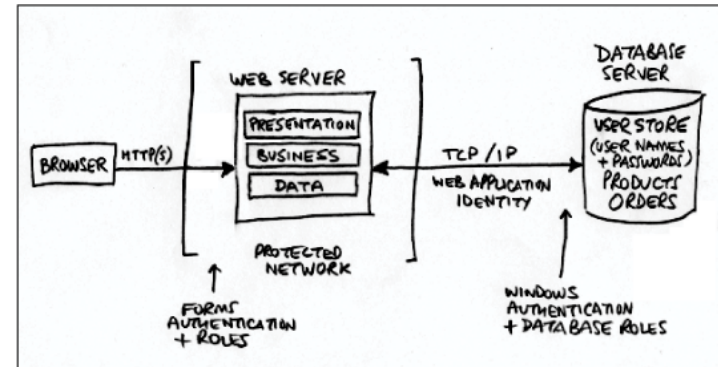 BROWSER
HTTP(S)
WEB SERVER
PRESENTATION
BUSINESS
DATA
PROTECTED
NETWORK
FORMS
AUTHENTICATION
+ ROLES
TCP/IP
WEB APPLICATION
IDENTITY
DATABASE
SERVER
USER STORE
(USER NAMES
+ PASSWORDS)
PRODUCTS
ORDERS
WINDOWS
AUTHENTICATION
+ DATABASE ROLES